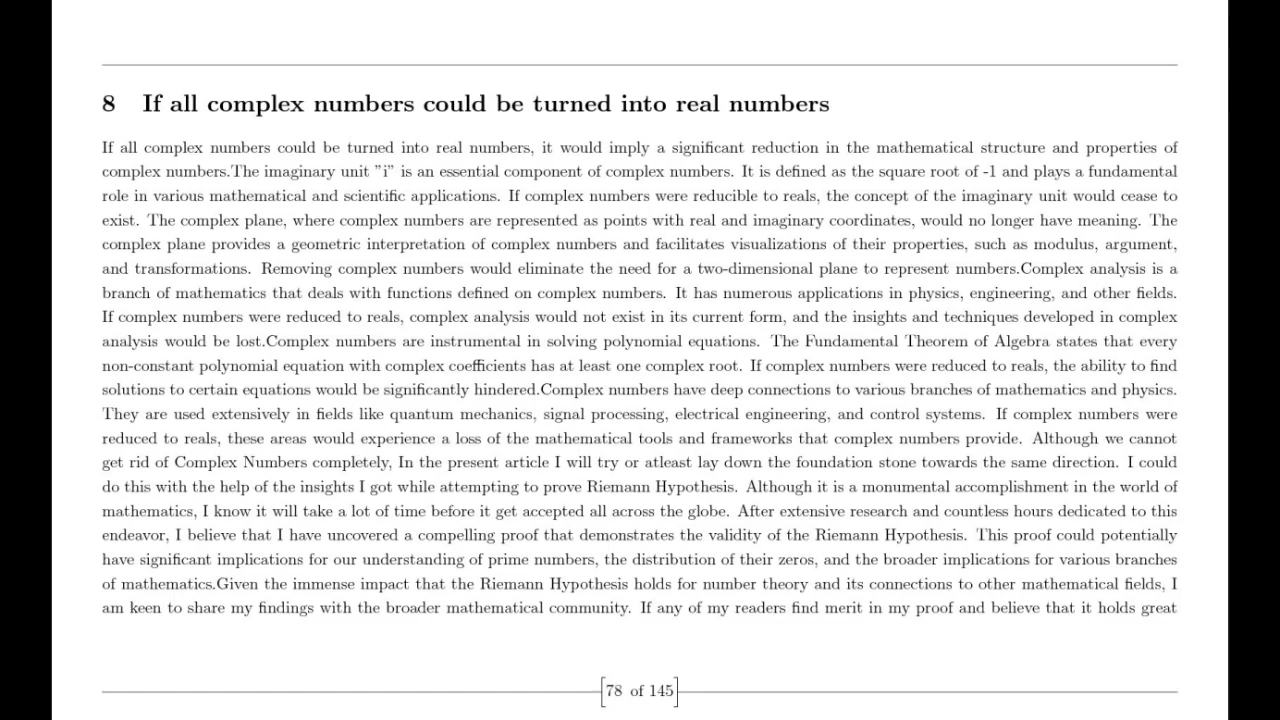 8 If all complex numbers could be turned into real numbers
If all complex numbers could be turned into real numbers, it would imply a significant reduction in the mathematical structure and properties of
complex numbers.The imaginary unit "i" is an essential component of complex numbers. It is defined as the square root of -1 and plays a fundamental
role in various mathematical and scientific applications. If complex numbers were reducible to reals, the concept of the imaginary unit would cease to
exist. The complex plane, where complex numbers are represented as points with real and imaginary coordinates, would no longer have meaning. The
complex plane provides a geometric interpretation of complex numbers and facilitates visualizations of their properties, such as modulus, argument,
and transformations. Removing complex numbers would eliminate the need for a two-dimensional plane to represent numbers.Complex analysis is a
branch of mathematics that deals with functions defined on complex numbers. It has numerous applications in physics, engineering, and other fields.
If complex numbers were reduced to reals, complex analysis would not exist in its current form, and the insights and techniques developed in complex
analysis would be lost.Complex numbers are instrumental in solving polynomial equations. The Fundamental Theorem of Algebra states that every
non-constant polynomial equation with complex coefficients has at least one complex root. If complex numbers were reduced to reals, the ability to find
solutions to certain equations would be significantly hindered.Complex numbers have deep connections to various branches of mathematics and physics.
They are used extensively in fields like quantum mechanics, signal processing, electrical engineering, and control systems. If complex numbers were
reduced to reals, these areas would experience a loss of the mathematical tools and frameworks that complex numbers provide. Although we cannot
get rid of Complex Numbers completely, In the present article I will try or atleast lay down the foundation stone towards the same direction. I could
do this with the help of the insights I got while attempting to prove Riemann Hypothesis. Although it is a monumental accomplishment in the world of
mathematics, I know it will take a lot of time before it get accepted all across the globe. After extensive research and countless hours dedicated to this
endeavor, I believe that I have uncovered a compelling proof that demonstrates the validity of the Riemann Hypothesis. This proof could potentially
have significant implications for our understanding of prime numbers, the distribution of their zeros, and the broader implications for various branches
of mathematics.Given the immense impact that the Riemann Hypothesis holds for number theory and its connections to other mathematical fields, I
am keen to share my findings with the broader mathematical community. If any of my readers find merit in my proof and believe that it holds great
78 of 145